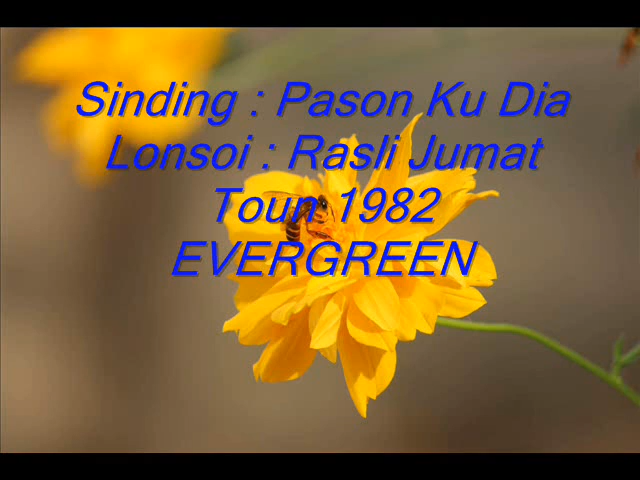 Sinding : Pason Ku Dia
Lonsoi : Rasli Jumat
Toun 1982
EVERGREEN